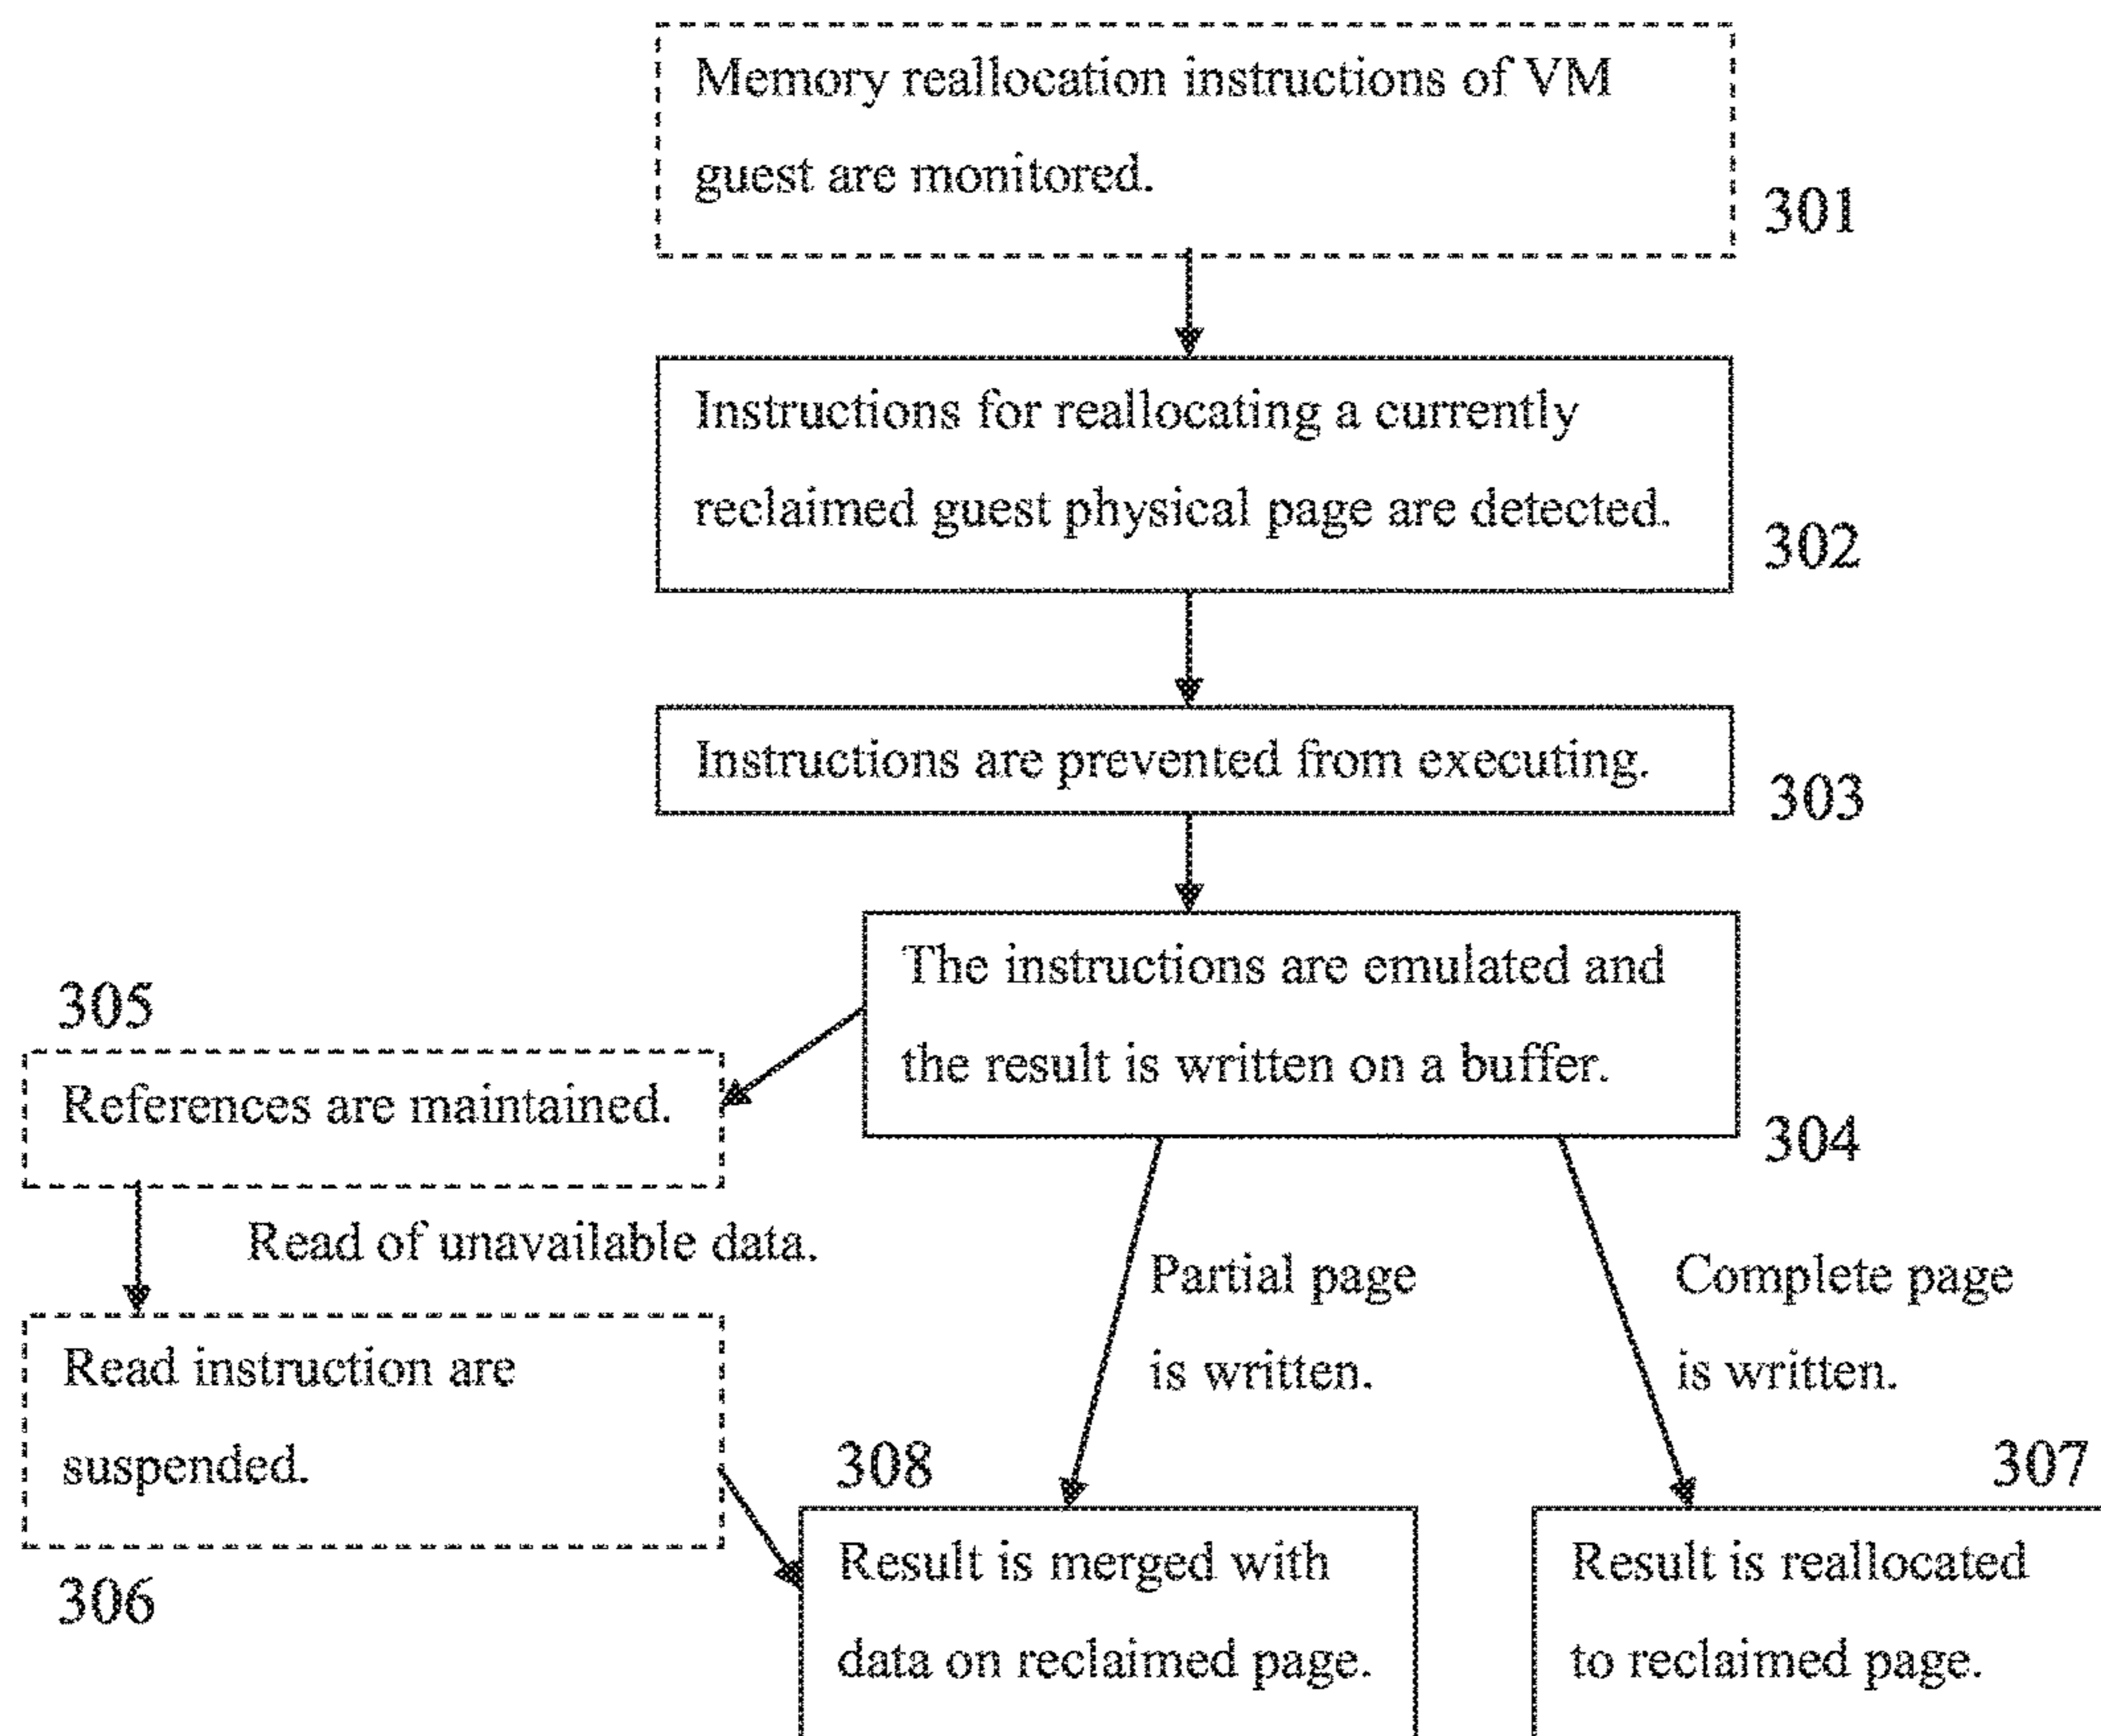 Memory reallocation instructions of VM
guest are monitored.
301
Instructions for reallocating a currently
reclaimed guest physical page are detected.
302
Instructions are prevented from executing.
303
The instructions are emulated and
the result is written on a buffer.
304
305
References are maintained.
Read of unavailable data.
Read instruction are
suspended.
306
Partial page
is written.
Complete page
is written.
308
Result is merged with
data on reclaimed page.
307
Result is reallocated
to reclaimed page.